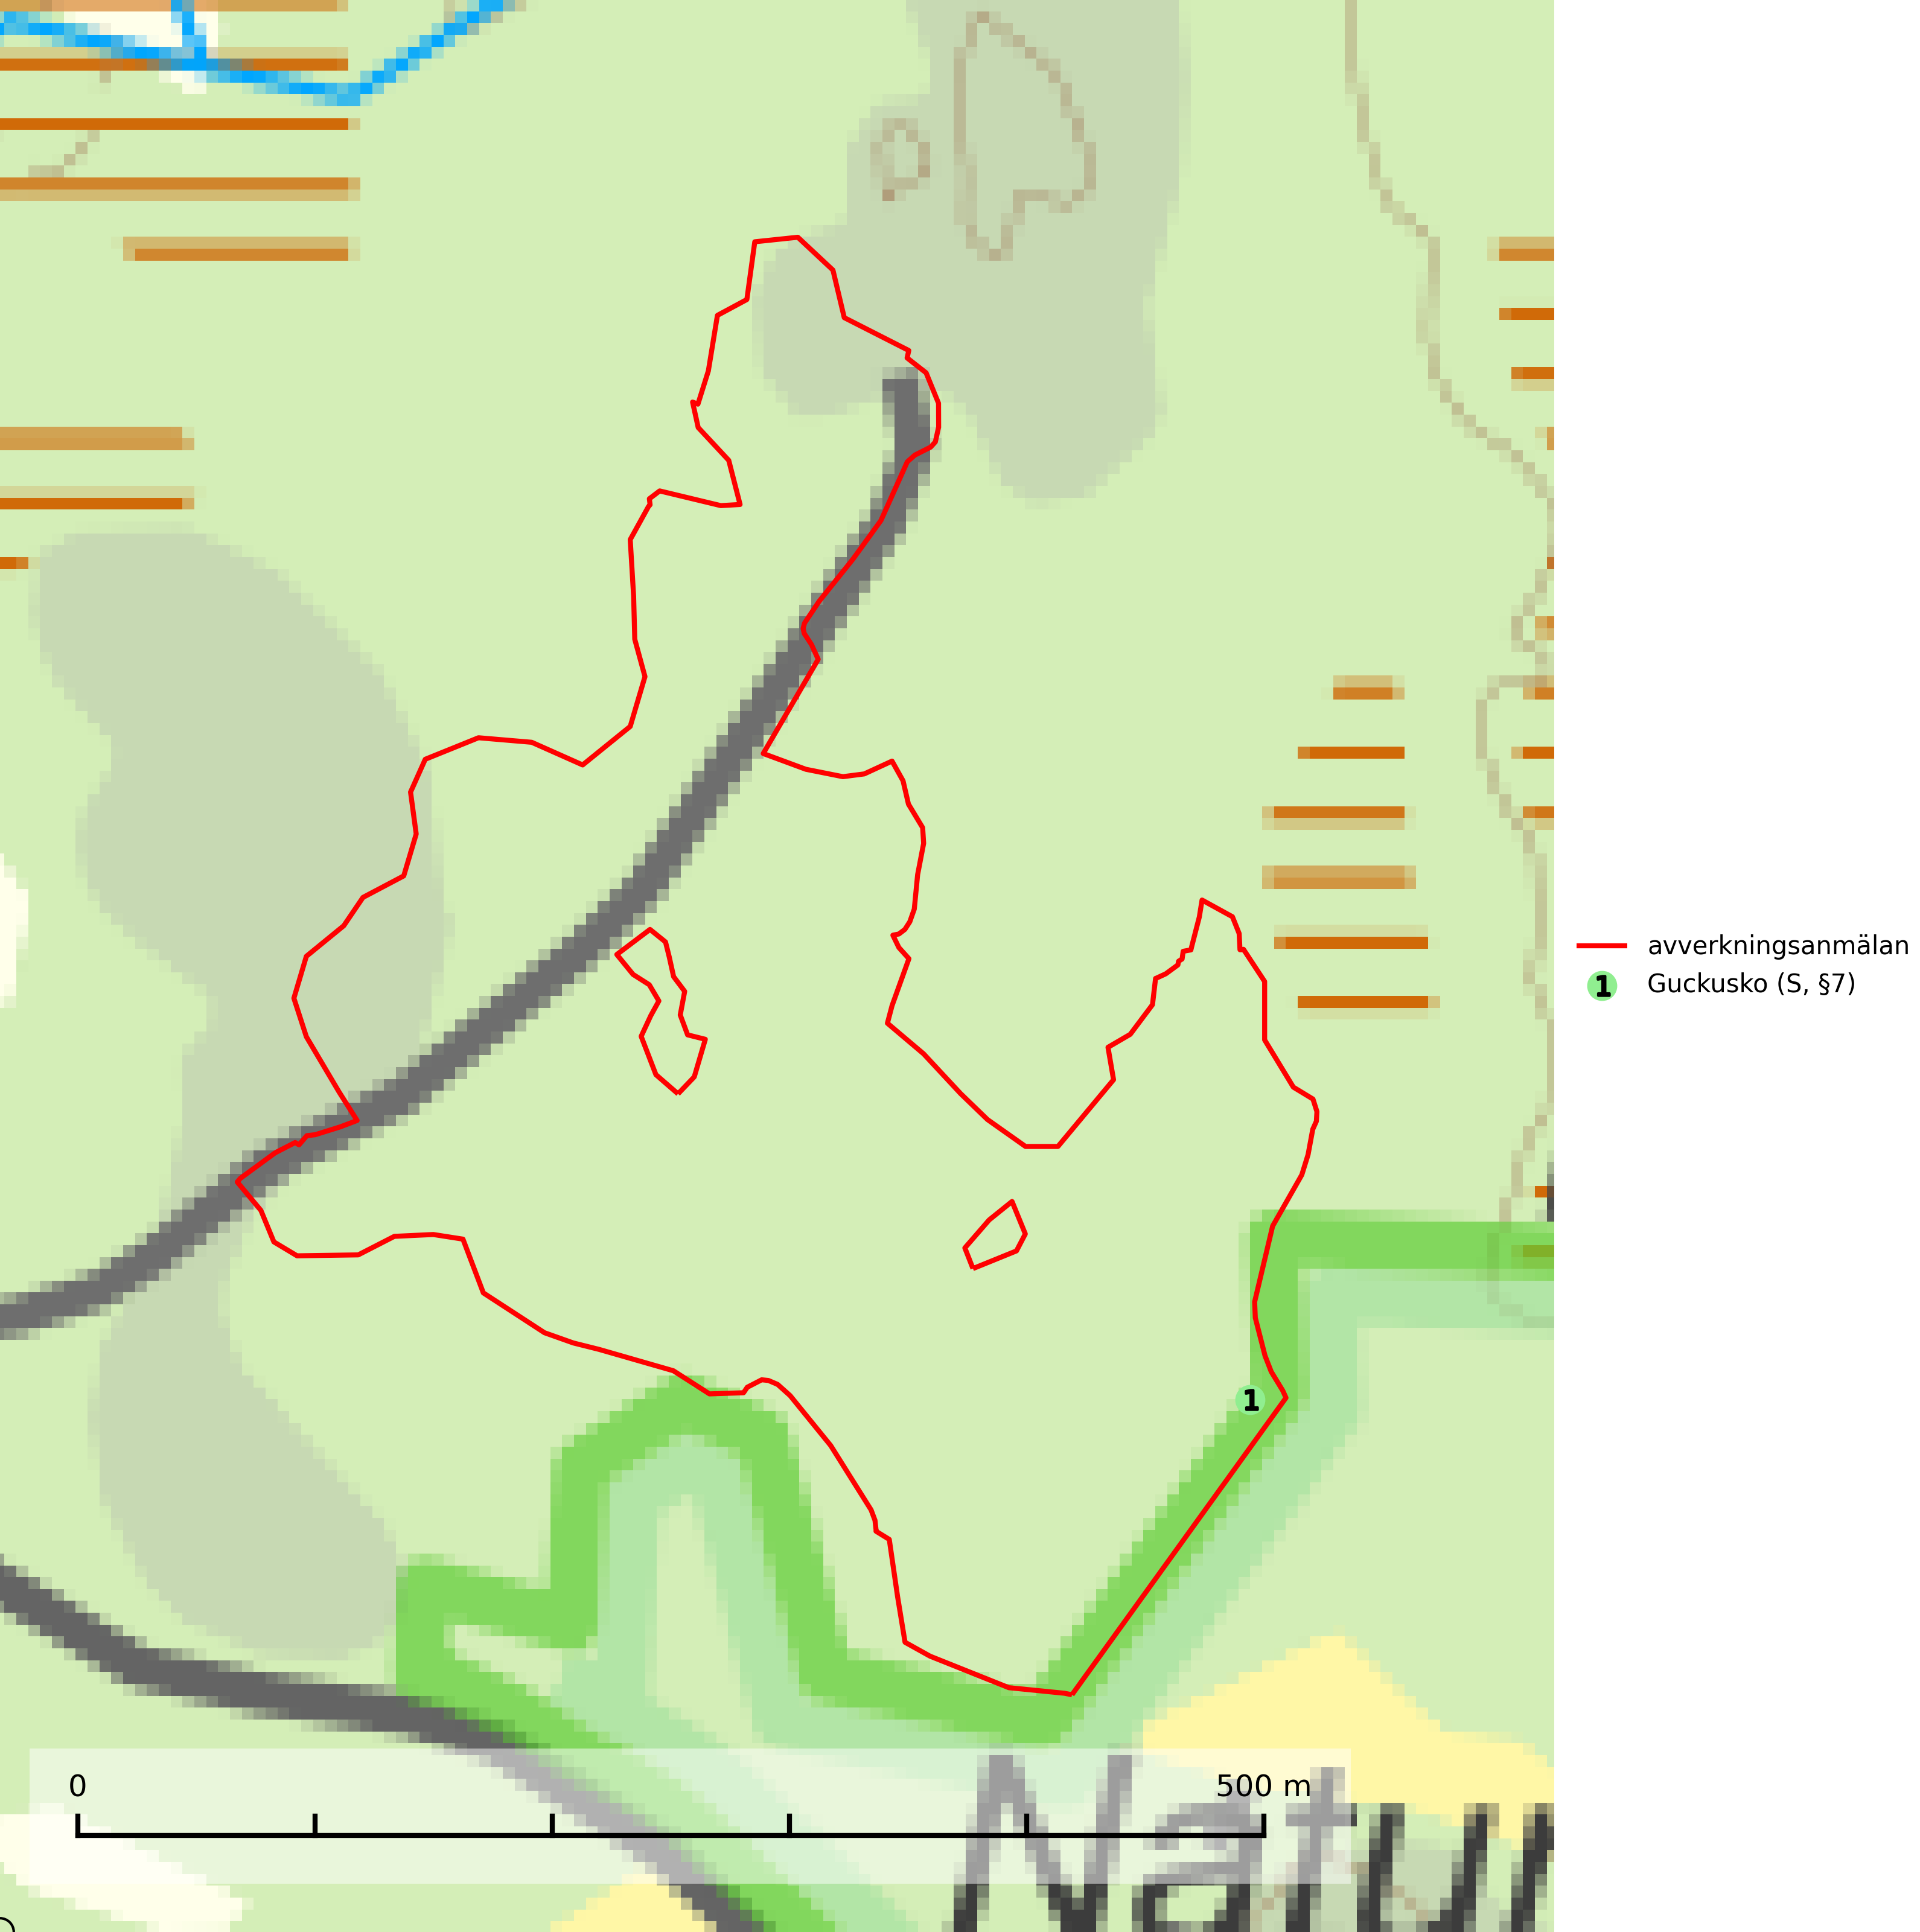 avverkningsanmälan
1 Guckusko (S, §7)
1
0 500 m